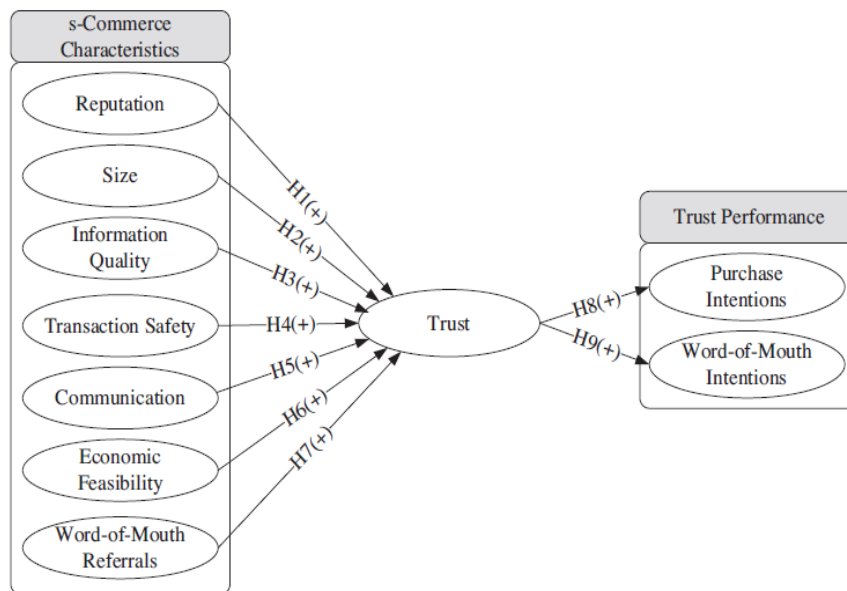 s-Commerce
Characteristics
Reputation
Size
Information
Quality
Transaction Safety
Communication
Economic
Feasibility
Word-of-Mouth
Referrals
H1(+)
H2(+)
H3(+)
H4(+)
H5(+)
H6(+)
H7(+)
Trust
H8(+)
H9(+)
Trust Performance
Purchase
Intentions
Word-of-Mouth
Intentions